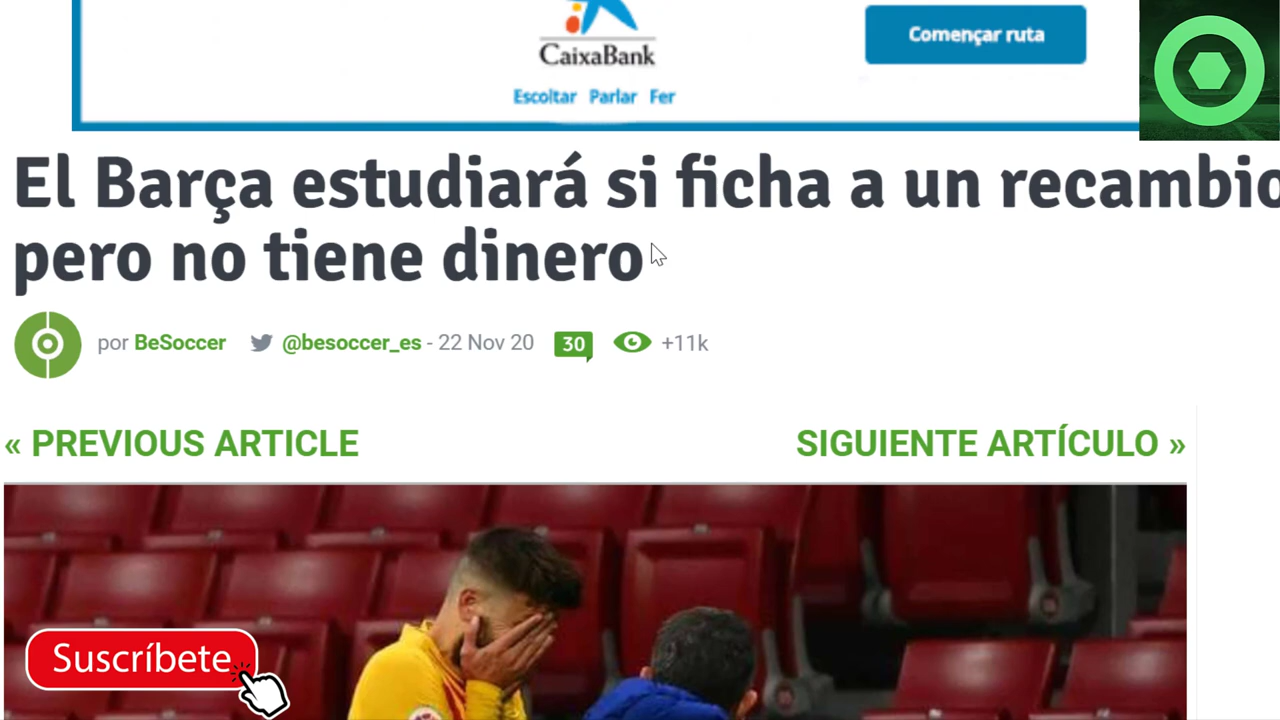 CaixaBank
Escoltar Parlar Fer
Començar ruta
El Barça estudiará si ficha a un recambio
pero no tiene dinero
por BeSoccer @besoccer_es - 22 Nov 20 30 +11k
« PREVIOUS ARTICLE
SIGUIENTE ARTÍCULO »
Suscríbete